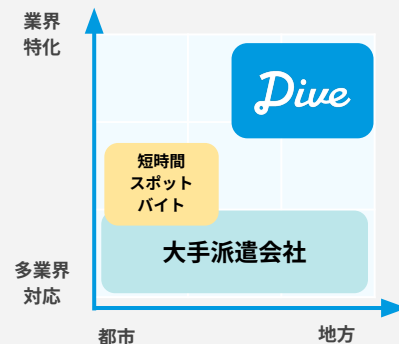 業界
特化
Dive
短時間
スポット
バイト
大手派遣会社
多業界
対応
都市
地方